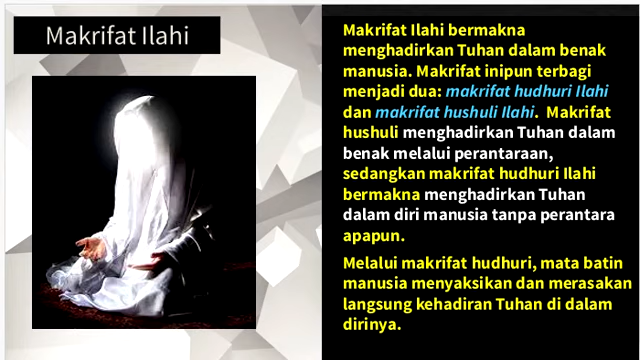 Makrifat Ilahi
Makrifat Ilahi bermakna
menghadirkan Tuhan dalam benak
manusia. Makrifat inipun terbagi
menjadi dua: makrifat hudhuri Ilahi
dan makrifat hushuli Ilahi. Makrifat
hushuli menghadirkan Tuhan dalam
benak melalui perantaraan,
sedangkan makrifat hudhuri Ilahi
bermakna menghadirkan Tuhan
dalam diri manusia tanpa perantara
apapun.
Melalui makrifat hudhuri, mata batin
manusia menyaksikan dan merasakan
langsung kehadiran Tuhan di dalam
dirinya.